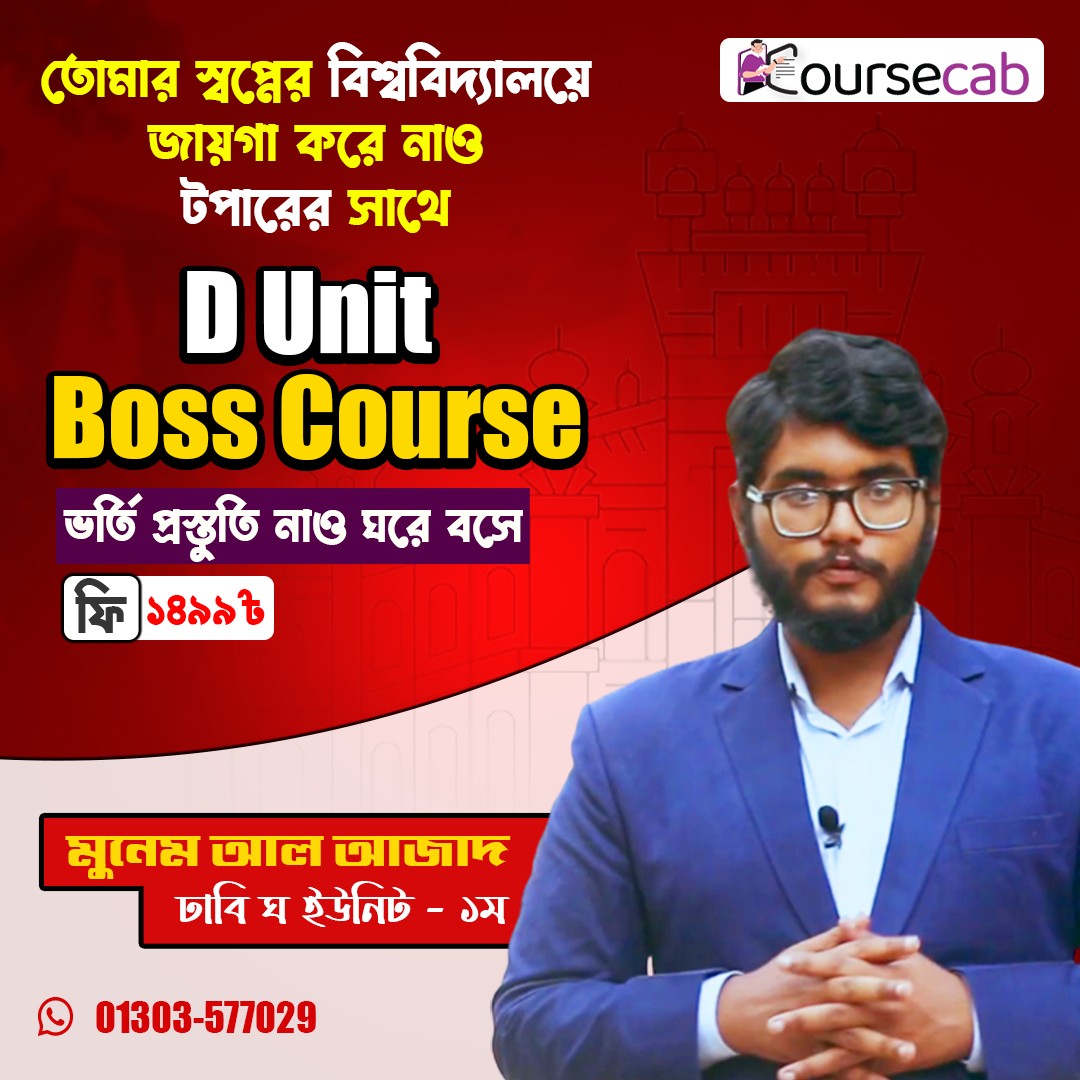 তোমার স্বপ্নের বিশ্ববিদ্যালয়ে
জায়গা করে নাও
টপারের সাথে
Coursecab
D Unit
Boss Course
ভর্তি প্রস্তুতি নাও ঘরে বসে
ফি ১৪৯৯৳
মুনেম আল আজাদ
ঢাবি ঘ ইউনিট - ১ম
01303-577029